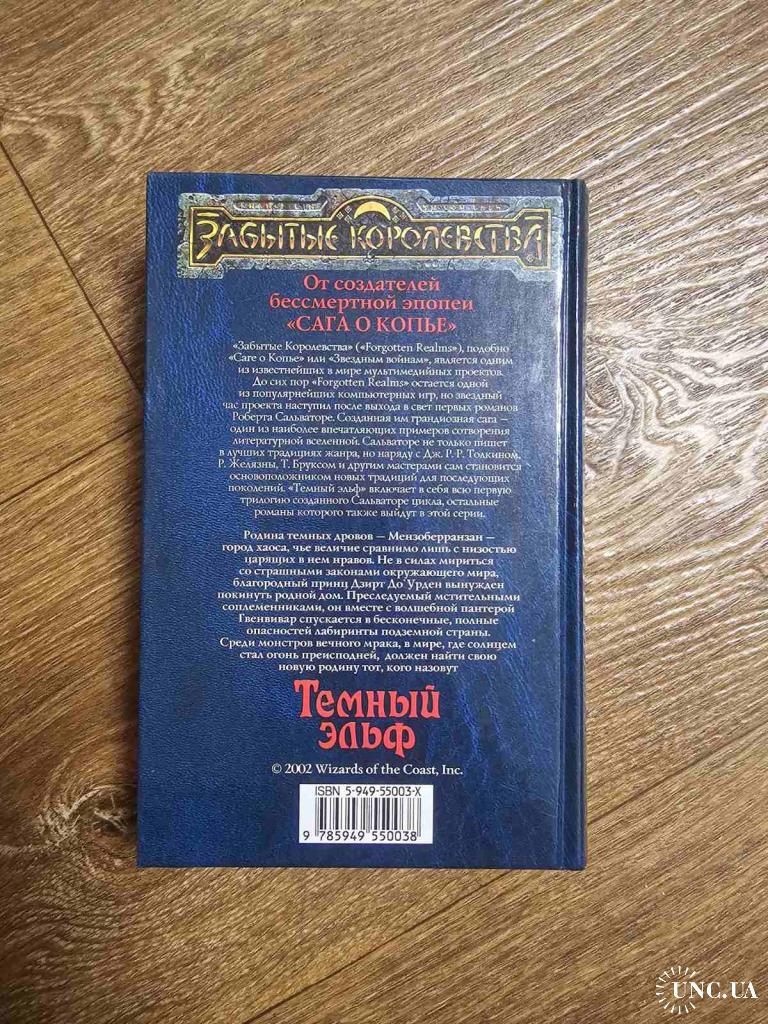 ЗАБЫТЫЕ КОРОЛЕВСТВА
От создателей
бессмертной эпопеи
«САГА О КОПЬЕ»
«Забытые Королевства» («Forgotten Realms»), подобно
«Саге о Копье» или «Звездным войнам», является одним
из известнейших в мире мультимедийных проектов.
До сих пор «Forgotten Realms» остается одной
из популярнейших компьютерных игр, но звездный
час проекта наступил после выхода в свет первых романов
Роберта Сальваторе. Созданная им грандиозная сага –
один из наиболее впечатляющих примеров сотворения
литературной вселенной. Сальваторе не только пишет
в лучших традициях жанра, но наряду с Дж. Р. Р. Толкином,
Р. Желязны, Т. Бруксом и другим мастерами сам становится
основоположником новых традиций для последующих
поколений. «Темный эльф» включает в себя всю первую
трилогию созданного Сальваторе цикла, остальные
романы которого также выйдут в этой серии.
Родина темных дровов — Мензоберранзан —
город хаоса, чье величие сравнимо лишь с низостью
царящих в нем нравов. Не в силах мириться
со страшными законами окружающего мира,
благородный принц Дзирт До'Урден вынужден
покинуть родной дом. Преследуемый мстительными
соплеменниками, он вместе с волшебной пантерой
Гвенвивар спускается в бесконечные, полные
опасностей лабиринты подземной страны.
Среди монстров вечного мрака, в мире, где солнцем
стал огонь преисподней, должен найти свою
новую родину тот, кого назовут
Темный
эльф
© 2002 Wizards of the Coast, Inc.
ISBN 5-949-55003-X
9 785949 550038
UNC.UA